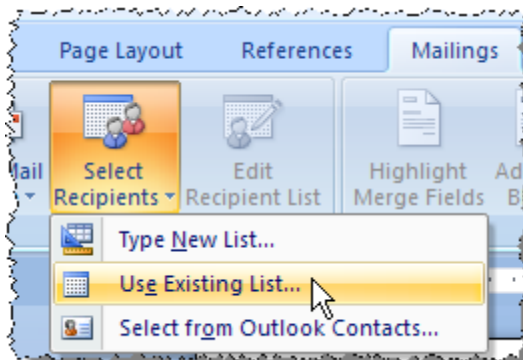 Page Layout References Mailings
Select Edit Highlight
Recipients Recipient List Merge Fields
Type New List...
Use Existing List...
Select from Outlook Contacts...